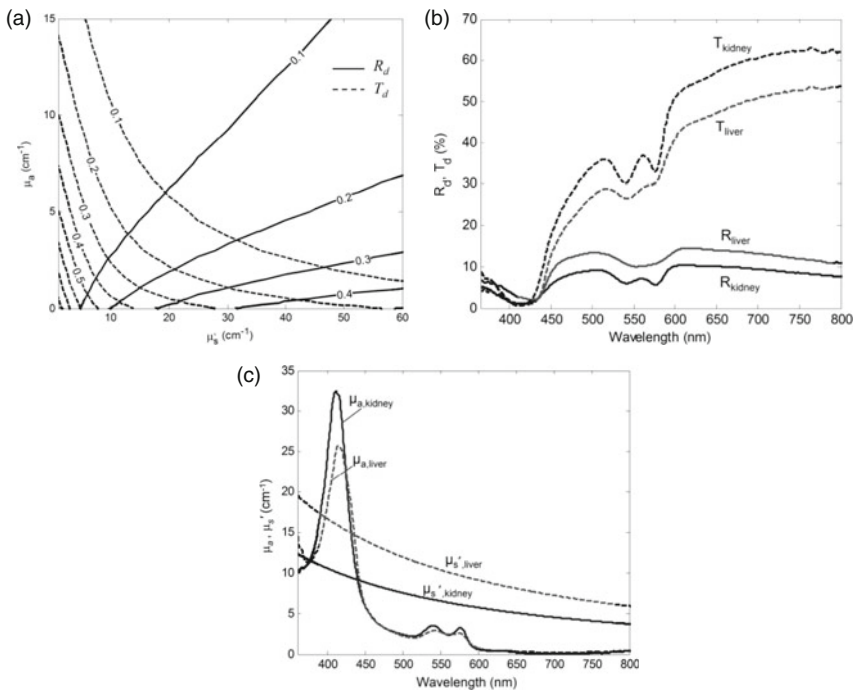 (a)
15
10
5
0
10
20
30
40
50
60
μa (cm-1)
μ's (cm-1)
Rd
Td
0.1
0.1
0.2
0.2
0.3
0.3
0.4
0.4
0.5
(b)
70
60
50
40
30
20
10
0
400
450
500
550
600
650
700
750
800
Rd, Td (%)
Wavelength (nm)
Tkidney
Tliver
Rliver
Rkidney
(c)
35
30
25
20
15
10
5
0
400
450
500
550
600
650
700
750
800
μa, μs' (cm-1)
Wavelength (nm)
μa,kidney
μa,liver
μs',liver
μs',kidney